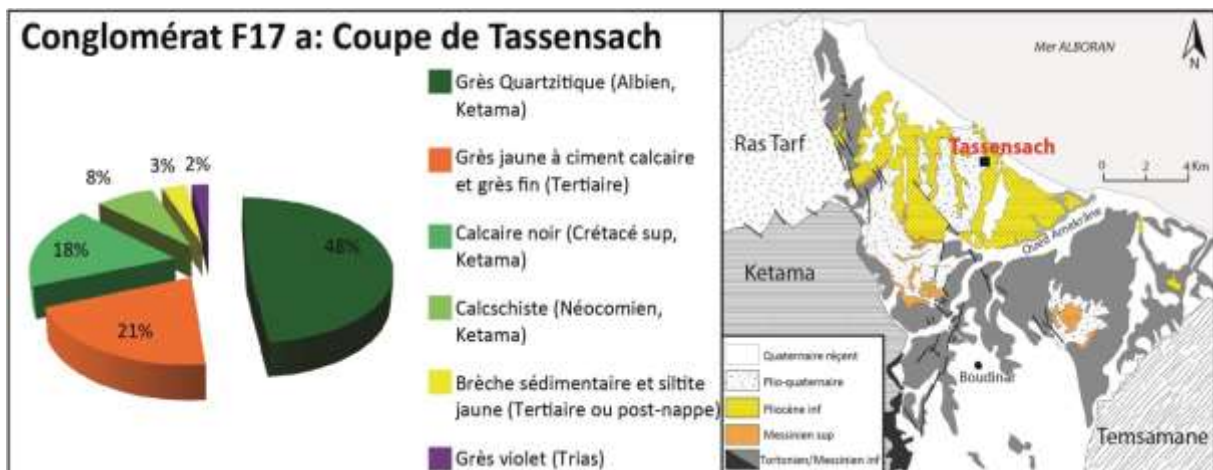 Conglomérat F17 a: Coupe de Tassensach
Grès Quartzitique (Albien,
Ketama)
Grès jaune à ciment calcaire
et grès fin (Tertiaire)
Calcaire noir (Crétacé sup,
Ketama)
Calcschiste (Néocomien,
Ketama)
Brèche sédimentaire et siltite
jaune (Tertiaire ou post-nappe)
Grès violet (Trias)
48%
21%
18%
8%
3%
2%
Mer ALBORAN
N
Ras Tarf
Tassensach
0 2 4 Km
Oued Amekrane
Ketama
Boudinar
Temsamane
Quaternaire réçent
Plio-quaternaire
Pliocène inf
Messinien sup
Tortonien/Messinien inf